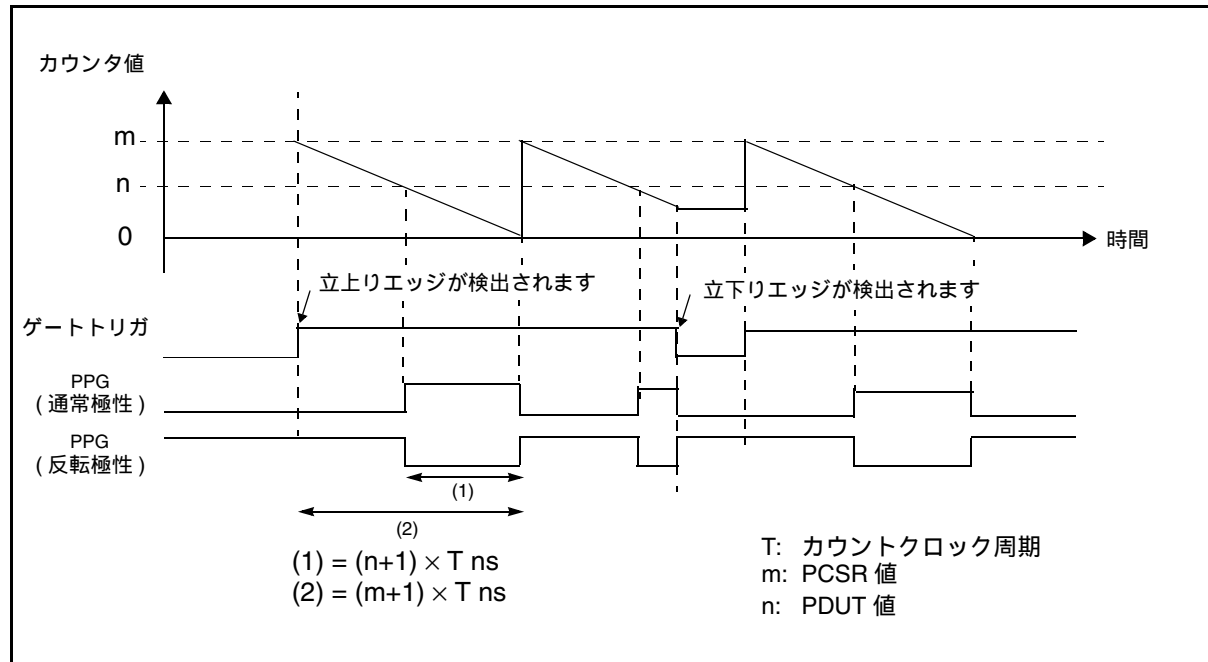 カウンタ値
m
n
0
時間
立上りエッジが検出されます
立下りエッジが検出されます
ゲートトリガ
PPG
( 通常極性 )
PPG
( 反転極性 )
(1)
(2)
(1) = (n+1) × T ns
(2) = (m+1) × T ns
T: カウントクロック周期
m: PCSR 値
n: PDUT 値